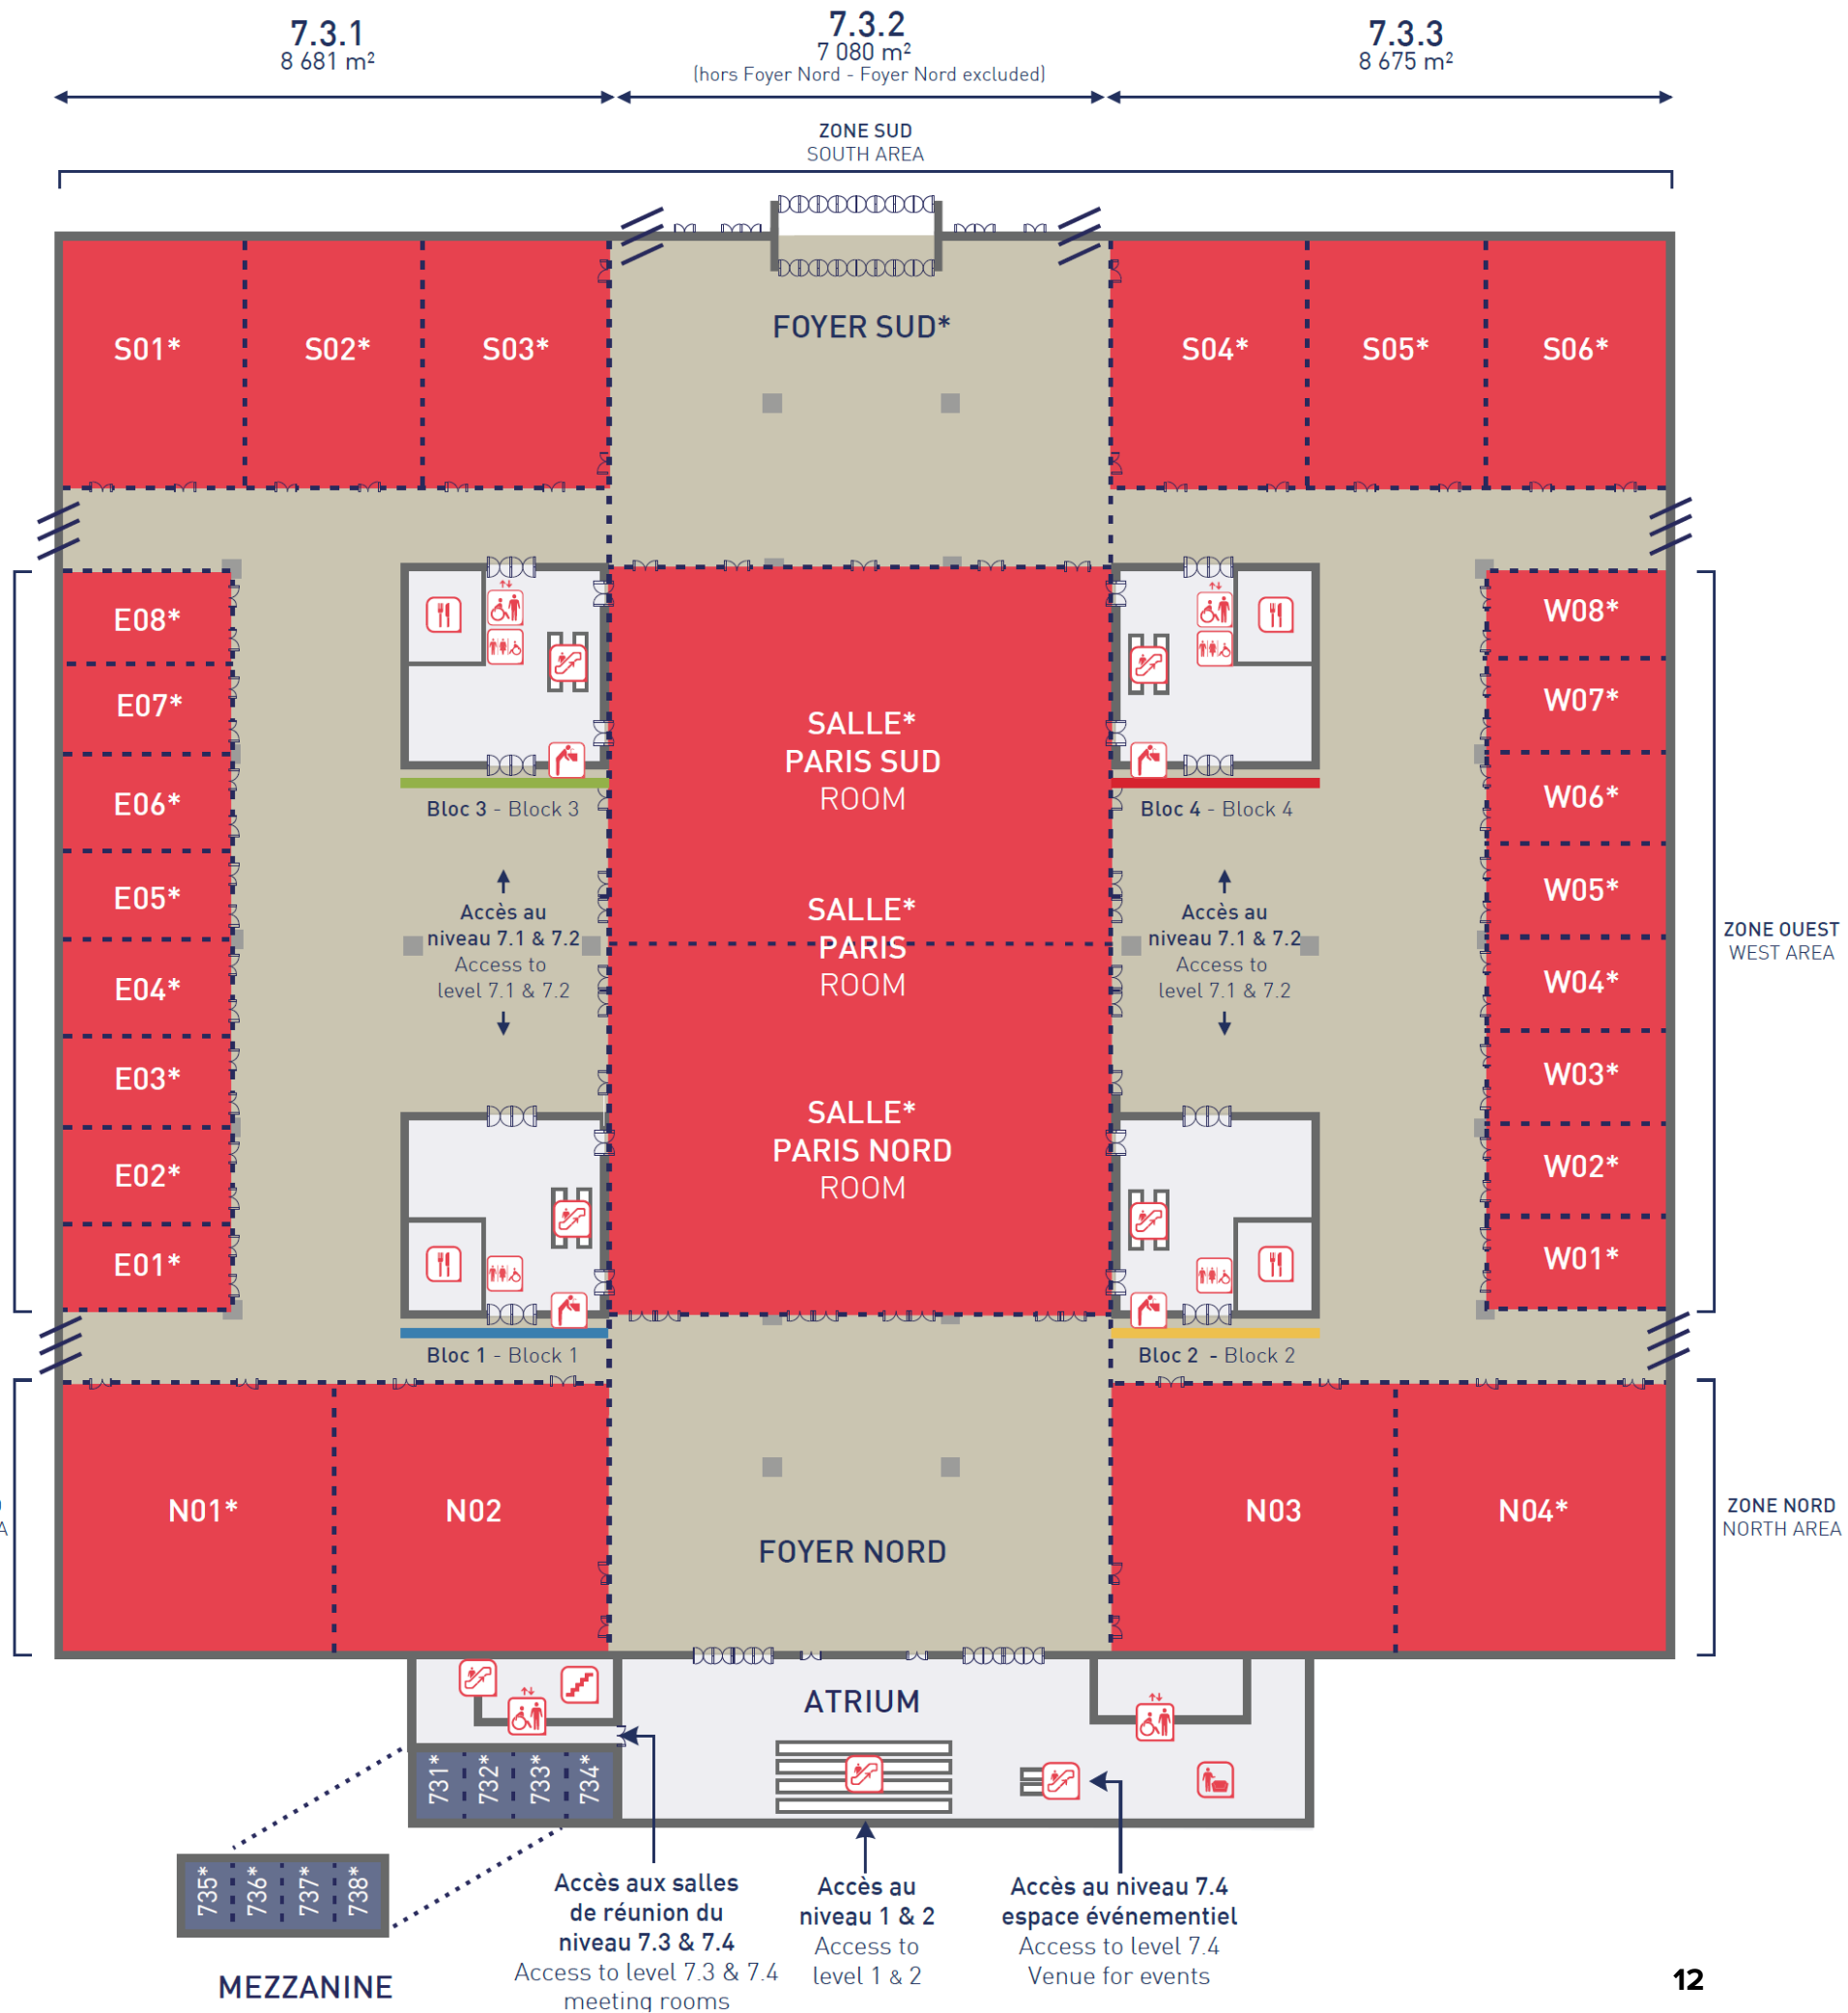 7.3.1
8 681 m²
7.3.2
7 080 m²
(hors Foyer Nord - Foyer Nord excluded)
7.3.3
8 675 m²
ZONE SUD
SOUTH AREA
S01*
S02*
S03*
FOYER SUD*
S04*
S05*
S06*
E08*
E07*
E06*
E05*
E04*
E03*
E02*
E01*
Bloc 3 - Block 3
Accès au
niveau 7.1 & 7.2
Access to
level 7.1 & 7.2
Bloc 1 - Block 1
SALLE*
PARIS SUD
ROOM
SALLE*
PARIS
ROOM
SALLE*
PARIS NORD
ROOM
Bloc 4 - Block 4
Accès au
niveau 7.1 & 7.2
Access to
level 7.1 & 7.2
Bloc 2 - Block 2
W08*
W07*
W06*
W05*
W04*
W03*
W02*
W01*
ZONE OUEST
WEST AREA
N01*
N02
FOYER NORD
N03
N04*
ZONE NORD
NORTH AREA
ATRIUM
731*
732*
733*
734*
735*
736*
737*
738*
MEZZANINE
Accès aux salles
de réunion du
niveau 7.3 & 7.4
Access to level 7.3 & 7.4
meeting rooms
Accès au
niveau 1 & 2
Access to
level 1 & 2
Accès au niveau 7.4
espace événementiel
Access to level 7.4
Venue for events
12